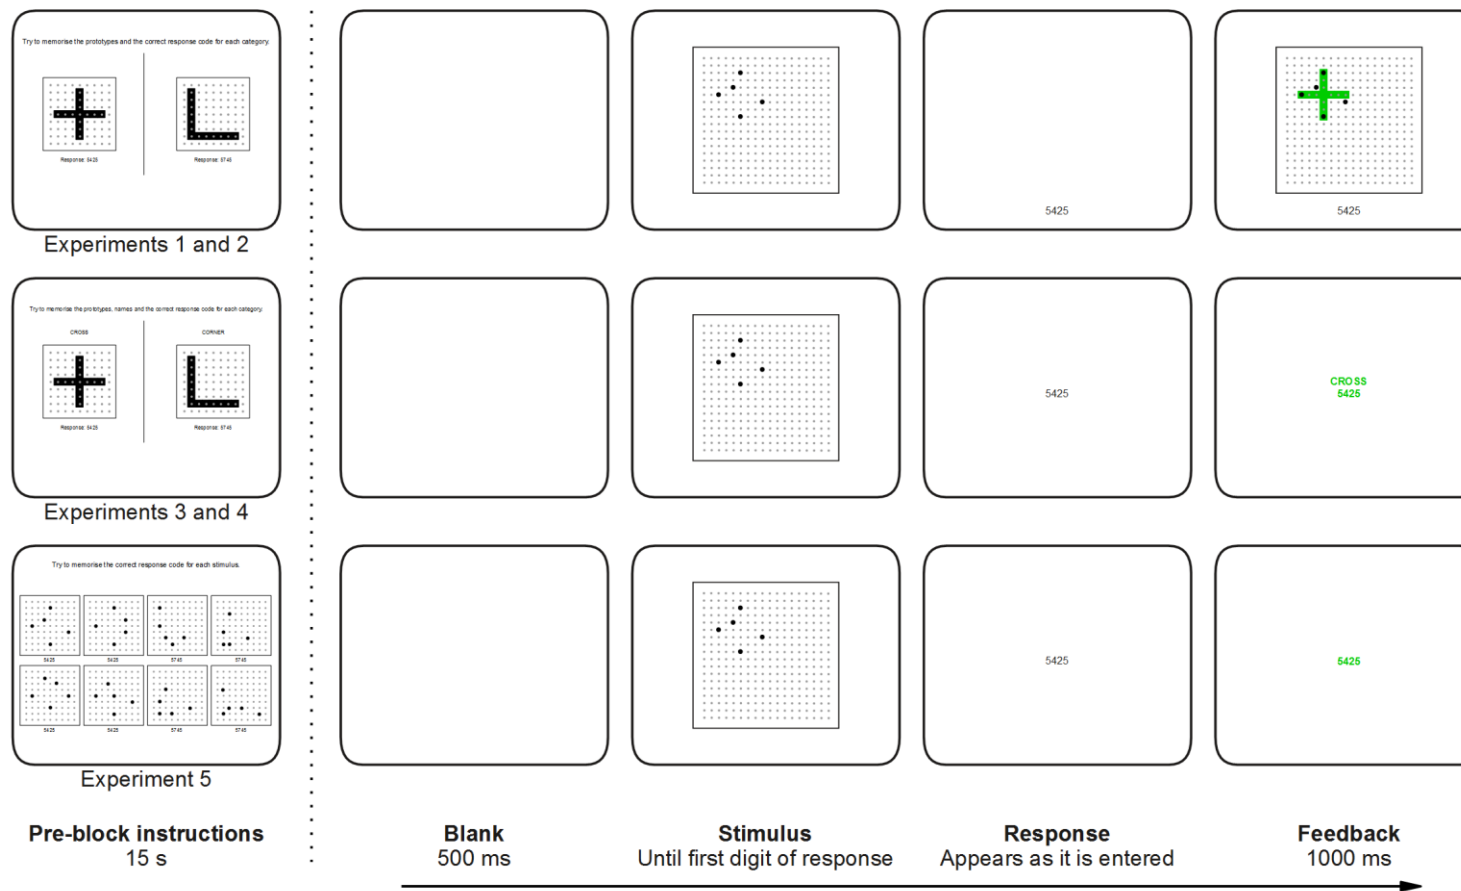 Try to memorise the prototypes and the correct response code for each category.
Response: 5425
Response: 5745
5425
5425
Experiments 1 and 2
Try to memorise the prototypes, names and the correct response code for each category.
CROSS
CORNER
Response: 5425
Response: 5745
5425
CROSS
5425
Experiments 3 and 4
Try to memorise the correct response code for each stimulus.
5425
5425
5745
5745
5425
5425
5745
5745
5425
5425
Experiment 5
Pre-block instructions
15 s
Blank
500 ms
Stimulus
Until first digit of response
Response
Appears as it is entered
Feedback
1000 ms